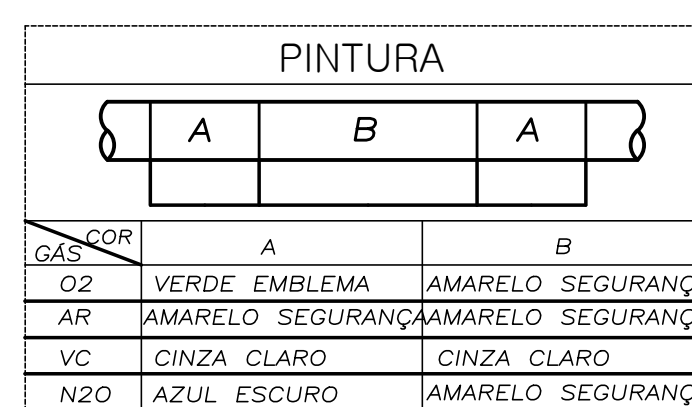 PINTURA
A B A
COR
GÁS A B
O2 VERDE EMBLEMA AMARELO SEGURANÇ
AR AMARELO SEGURANÇA AMARELO SEGURANÇ
VC CINZA CLARO CINZA CLARO
N2O AZUL ESCURO AMARELO SEGURANÇ